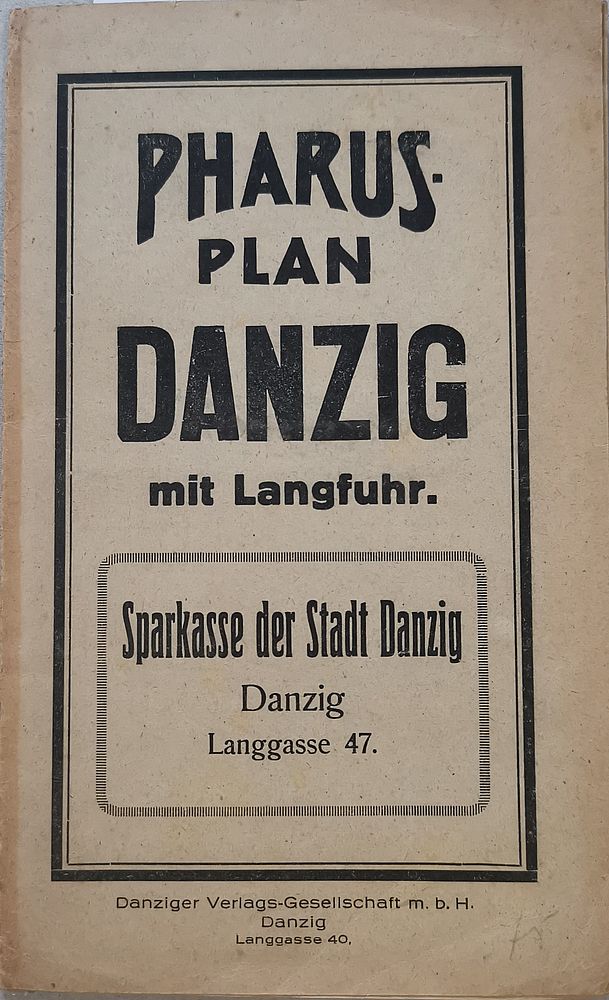 PHARUS-
PLAN
DANZIG
mit Langfuhr.
Sparkasse der Stadt Danzig
Danzig
Langgasse 47.
Danziger Verlags-Gesellschaft m. b. H.
Danzig
Langgasse 40,